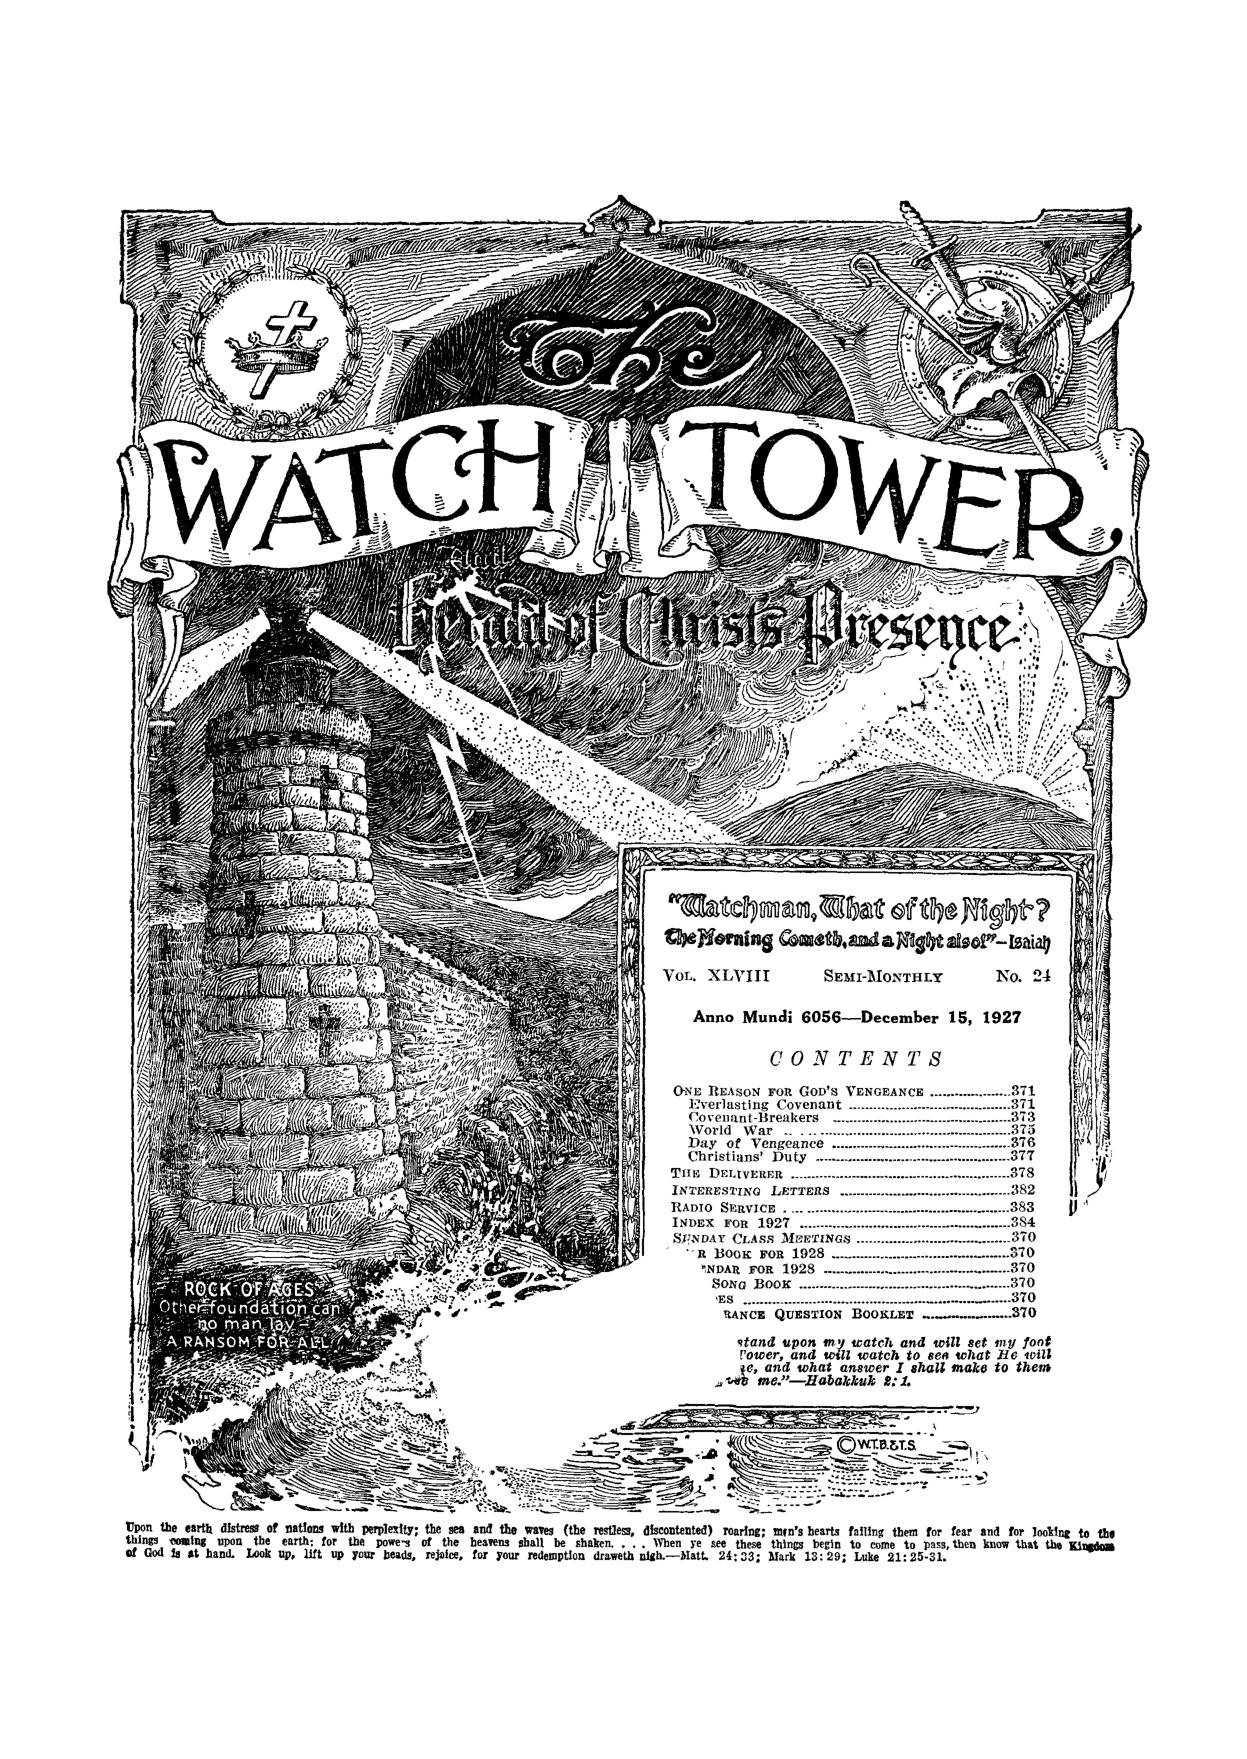 The
WATCH TOWER
And
Herald of Christ's Presence
"Watchman, What of the Night?
The Morning Cometh, and a Night also!"—Isaiah
VOL. XLVIII SEMI-MONTHLY No. 24
Anno Mundi 6056—December 15, 1927
CONTENTS
ONE REASON FOR GOD'S VENGEANCE 371
Everlasting Covenant 371
Covenant-Breakers 373
World War 375
Day of Vengeance 376
Christians' Duty 377
THE DELIVERER 378
INTERESTING LETTERS 382
RADIO SERVICE 383
INDEX FOR 1927 384
SUNDAY CLASS MEETINGS 370
R BOOK FOR 1928 370
NDAR FOR 1928 370
SONG BOOK 370
ES 370
RANCE QUESTION BOOKLET 370
stand upon my watch and will set my foot
ower, and will watch to see what He will
e, and what answer I shall make to them
me."—Habakkuk 2:1.
ROCK OF AGES
Other foundation can
no man lay—
A RANSOM FOR ALL
©W.T.B.&T.S.
Upon the earth distress of nations with perplexity; the sea and the waves (the restless, discontented) roaring; men's hearts failing them for fear and for looking to the
things coming upon the earth; for the powers of the heavens shall be shaken. . . . When ye see these things begin to come to pass, then know that the Kingdom
of God is at hand. Look up, lift up your heads, rejoice, for your redemption draweth nigh.—Matt. 24:33; Mark 13:29; Luke 21:25-31.